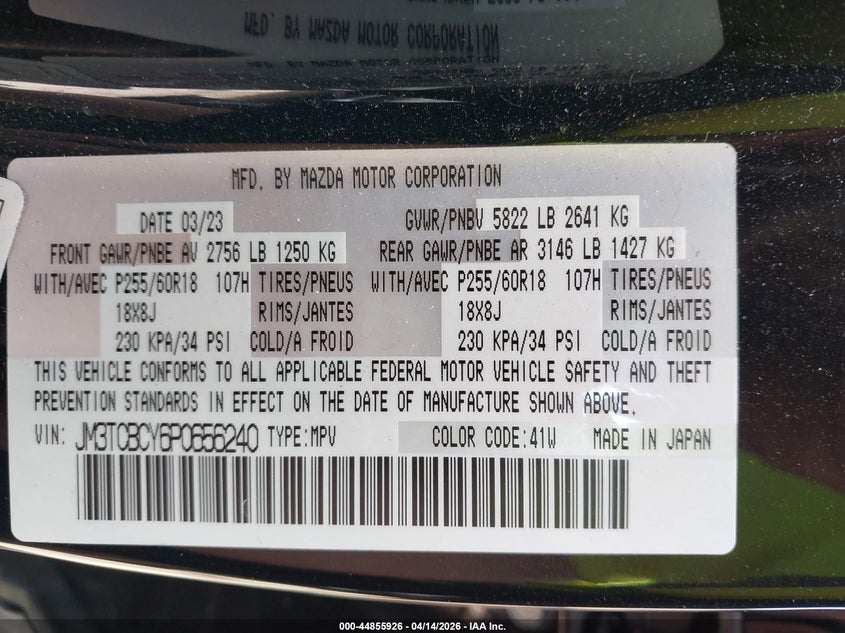 MFD. BY MAZDA MOTOR CORPORATION
DATE 03/23 GVWR/PNBV 5822 LB 2641 KG
FRONT GAWR/PNBE AV 2756 LB 1250 KG REAR GAWR/PNBE AR 3146 LB 1427 KG
WITH/AVEC P255/60R18 107H TIRES/PNEUS WITH/AVEC P255/60R18 107H TIRES/PNEUS
18X8J RIMS/JANTES 18X8J RIMS/JANTES
230 KPA/34 PSI COLD/A FROID 230 KPA/34 PSI COLD/A FROID
THIS VEHICLE CONFORMS TO ALL APPLICABLE FEDERAL MOTOR VEHICLE SAFETY AND THEFT
PREVENTION STANDARDS IN EFFECT ON THE DATE OF MANUFACTURE SHOWN ABOVE.
VIN: JM3TCBCY6P0656240 TYPE:MPV COLOR CODE:41W MADE IN JAPAN
000-44855926 - 04/14/2026 - IAA Inc.